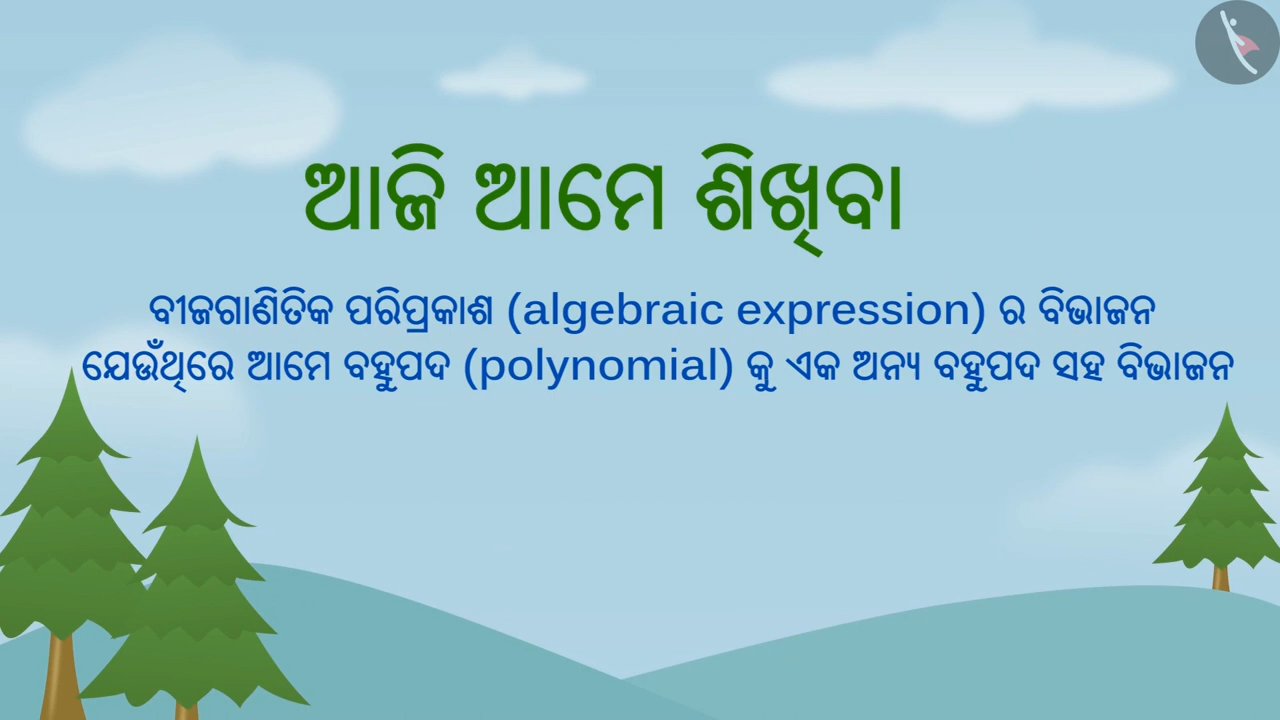 ଆଜି ଆମେ ଶିଖିବା
ବୀଜଗାଣିତିକ ପରିପ୍ରକାଶ (algebraic expression) ର ବିଭାଜନ
ଯେଉଁଥିରେ ଆମେ ବହୁପଦ (polynomial) କୁ ଏକ ଅନ୍ୟ ବହୁପଦ ସହ ବିଭାଜନ